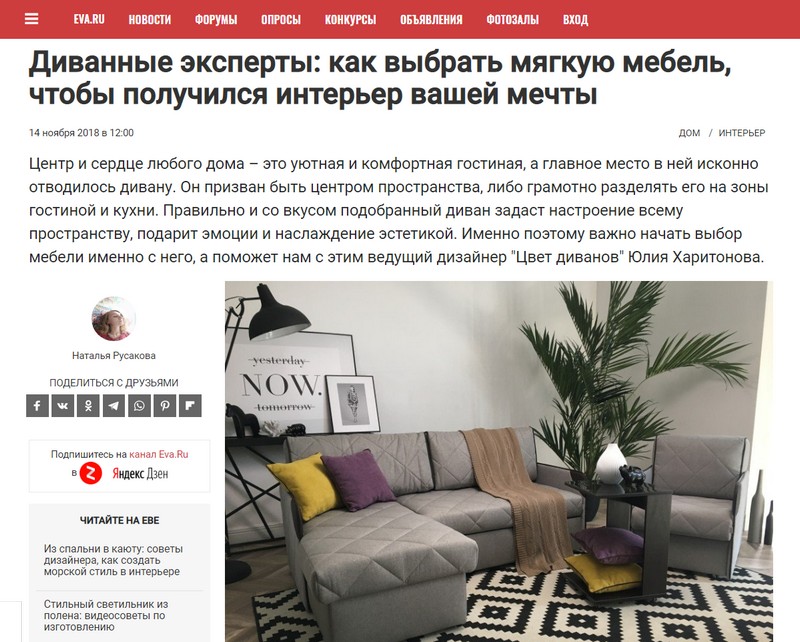 EVA.RU НОВОСТИ ФОРУМЫ ОПРОСЫ КОНКУРСЫ ОБЪЯВЛЕНИЯ ФОТОЗАЛЫ ВХОД
Диванные эксперты: как выбрать мягкую мебель,
чтобы получился интерьер вашей мечты
14 ноября 2018 в 12:00
ДОМ / ИНТЕРЬЕР
Центр и сердце любого дома – это уютная и комфортная гостиная, а главное место в ней исконно
отводилось дивану. Он призван быть центром пространства, либо грамотно разделять его на зоны
гостиной и кухни. Правильно и со вкусом подобранный диван задаст настроение всему
пространству, подарит эмоции и наслаждение эстетикой. Именно поэтому важно начать выбор
мебели именно с него, а поможет нам с этим ведущий дизайнер "Цвет диванов" Юлия Харитонова.
Наталья Русакова
ПОДЕЛИТЬСЯ С ДРУЗЬЯМИ
Подпишитесь на канал Eva.Ru
в Яндекс Дзен
ЧИТАЙТЕ НА ЕВЕ
Из спальни в каюту: советы
дизайнера, как создать
морской стиль в интерьере
Стильный светильник из
полена: видеосоветы по
изготовлению
yesterday
NOW.
tomorrow